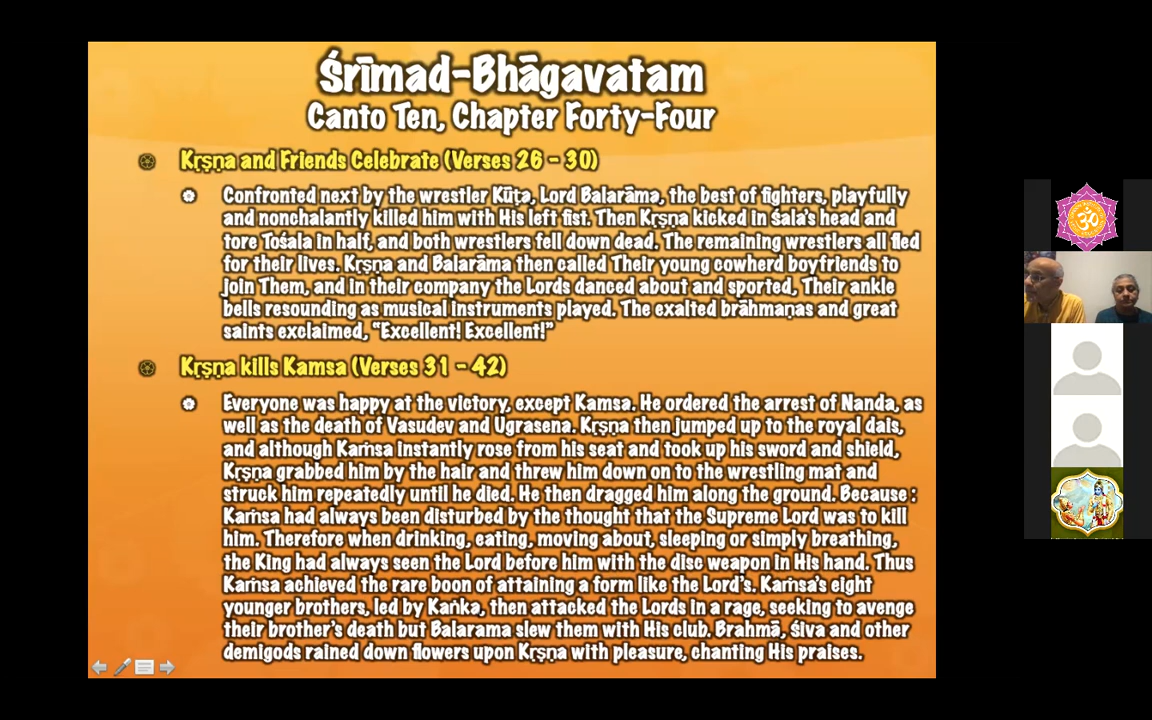 Śrīmad-Bhāgavatam
Canto Ten, Chapter Forty-Four
Kṛṣṇa and Friends Celebrate (Verses 26 – 30)
Confronted next by the wrestler Kūṭa, Lord Balarāma, the best of fighters, playfully
and nonchalantly killed him with His left fist. Then Kṛṣṇa kicked in śala's head and
tore Tośala in half, and both wrestlers fell down dead. The remaining wrestlers all fled
for their lives. Kṛṣṇa and Balarāma then called Their young cowherd boyfriends to
join Them, and in their company the Lords danced about and sported, Their ankle
bells resounding as musical instruments played. The exalted brāhmaṇas and great
saints exclaimed, "Excellent! Excellent!"
Kṛṣṇa kills Kamsa (Verses 31 – 42)
Everyone was happy at the victory, except Kamsa. He ordered the arrest of Nanda, as
well as the death of Vasudev and Ugrasena. Kṛṣṇa then jumped up to the royal dais,
and although Kaṁsa instantly rose from his seat and took up his sword and shield,
Kṛṣṇa grabbed him by the hair and threw him down on to the wrestling mat and
struck him repeatedly until he died. He then dragged him along the ground. Because :
Kaṁsa had always been disturbed by the thought that the Supreme Lord was to kill
him. Therefore when drinking, eating, moving about, sleeping or simply breathing,
the King had always seen the Lord before him with the disc weapon in His hand. Thus
Kaṁsa achieved the rare boon of attaining a form like the Lord's. Kaṁsa's eight
younger brothers, led by Kaṅka, then attacked the Lords in a rage, seeking to avenge
their brother's death but Balarama slew them with His club. Brahmā, śiva and other
demigods rained down flowers upon Kṛṣṇa with pleasure, chanting His praises.
ॐ